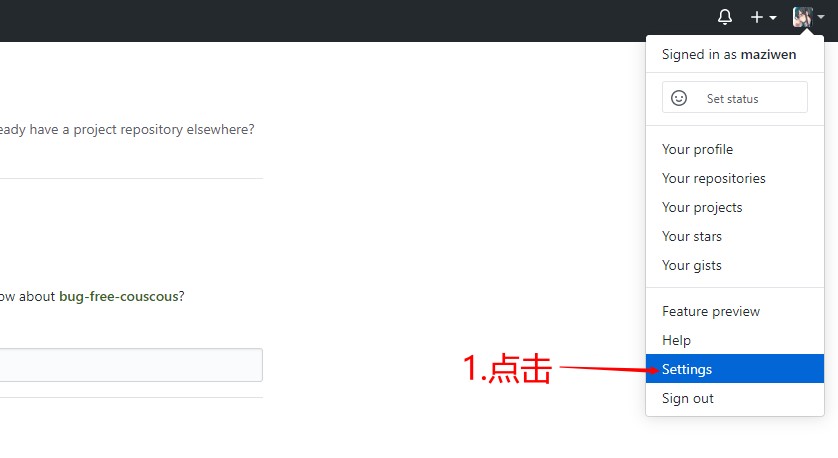 Signed in as maziwen
Set status
eady have a project repository elsewhere?
Your profile
Your repositories
Your projects
Your stars
Your gists
ow about bug-free-couscous?
Feature preview
Help
1.点击
Settings
Sign out